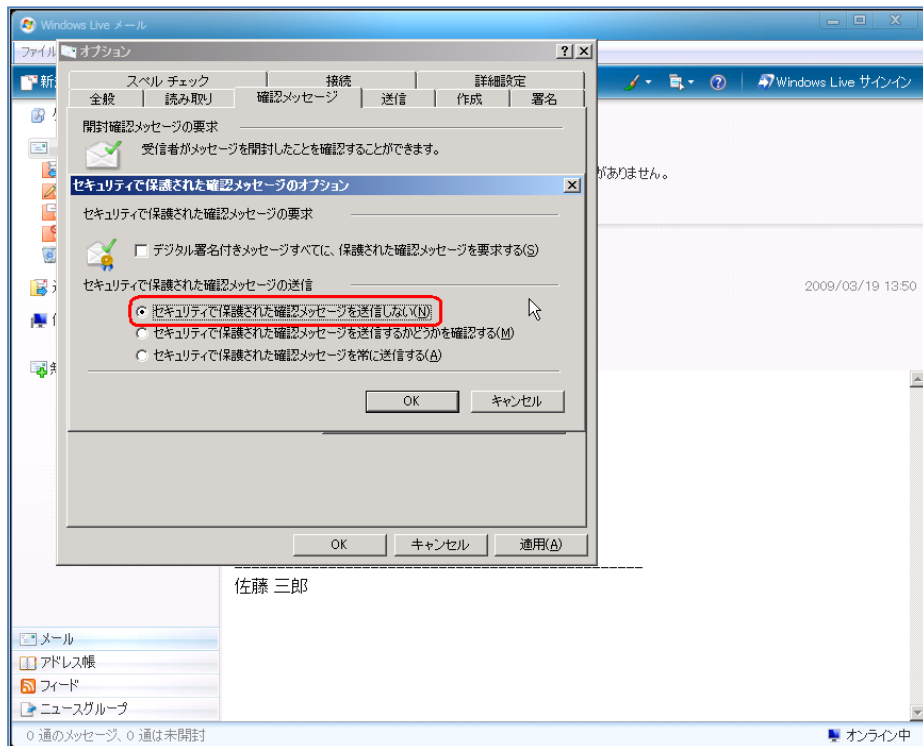 Windows Live メール
ファイル
オプション
新
Windows Live サインイン
スペル チェック 接続 詳細設定
全般 読み取り 確認メッセージ 送信 作成 署名
開封確認メッセージの要求
受信者がメッセージを開封したことを確認することができます。
がありません。
セキュリティで保護された確認メッセージのオプション
セキュリティで保護された確認メッセージの要求
デジタル署名付きメッセージすべてに、保護された確認メッセージを要求する(S)
セキュリティで保護された確認メッセージの送信
2009/03/19 13:50
セキュリティで保護された確認メッセージを送信しない(N)
セキュリティで保護された確認メッセージを送信するかどうかを確認する(M)
セキュリティで保護された確認メッセージを常に送信する(A)
OK キャンセル
OK キャンセル 適用(A)
佐藤 三郎
メール
アドレス帳
フィード
ニュースグループ
0 通のメッセージ、0 通は未開封
オンライン中